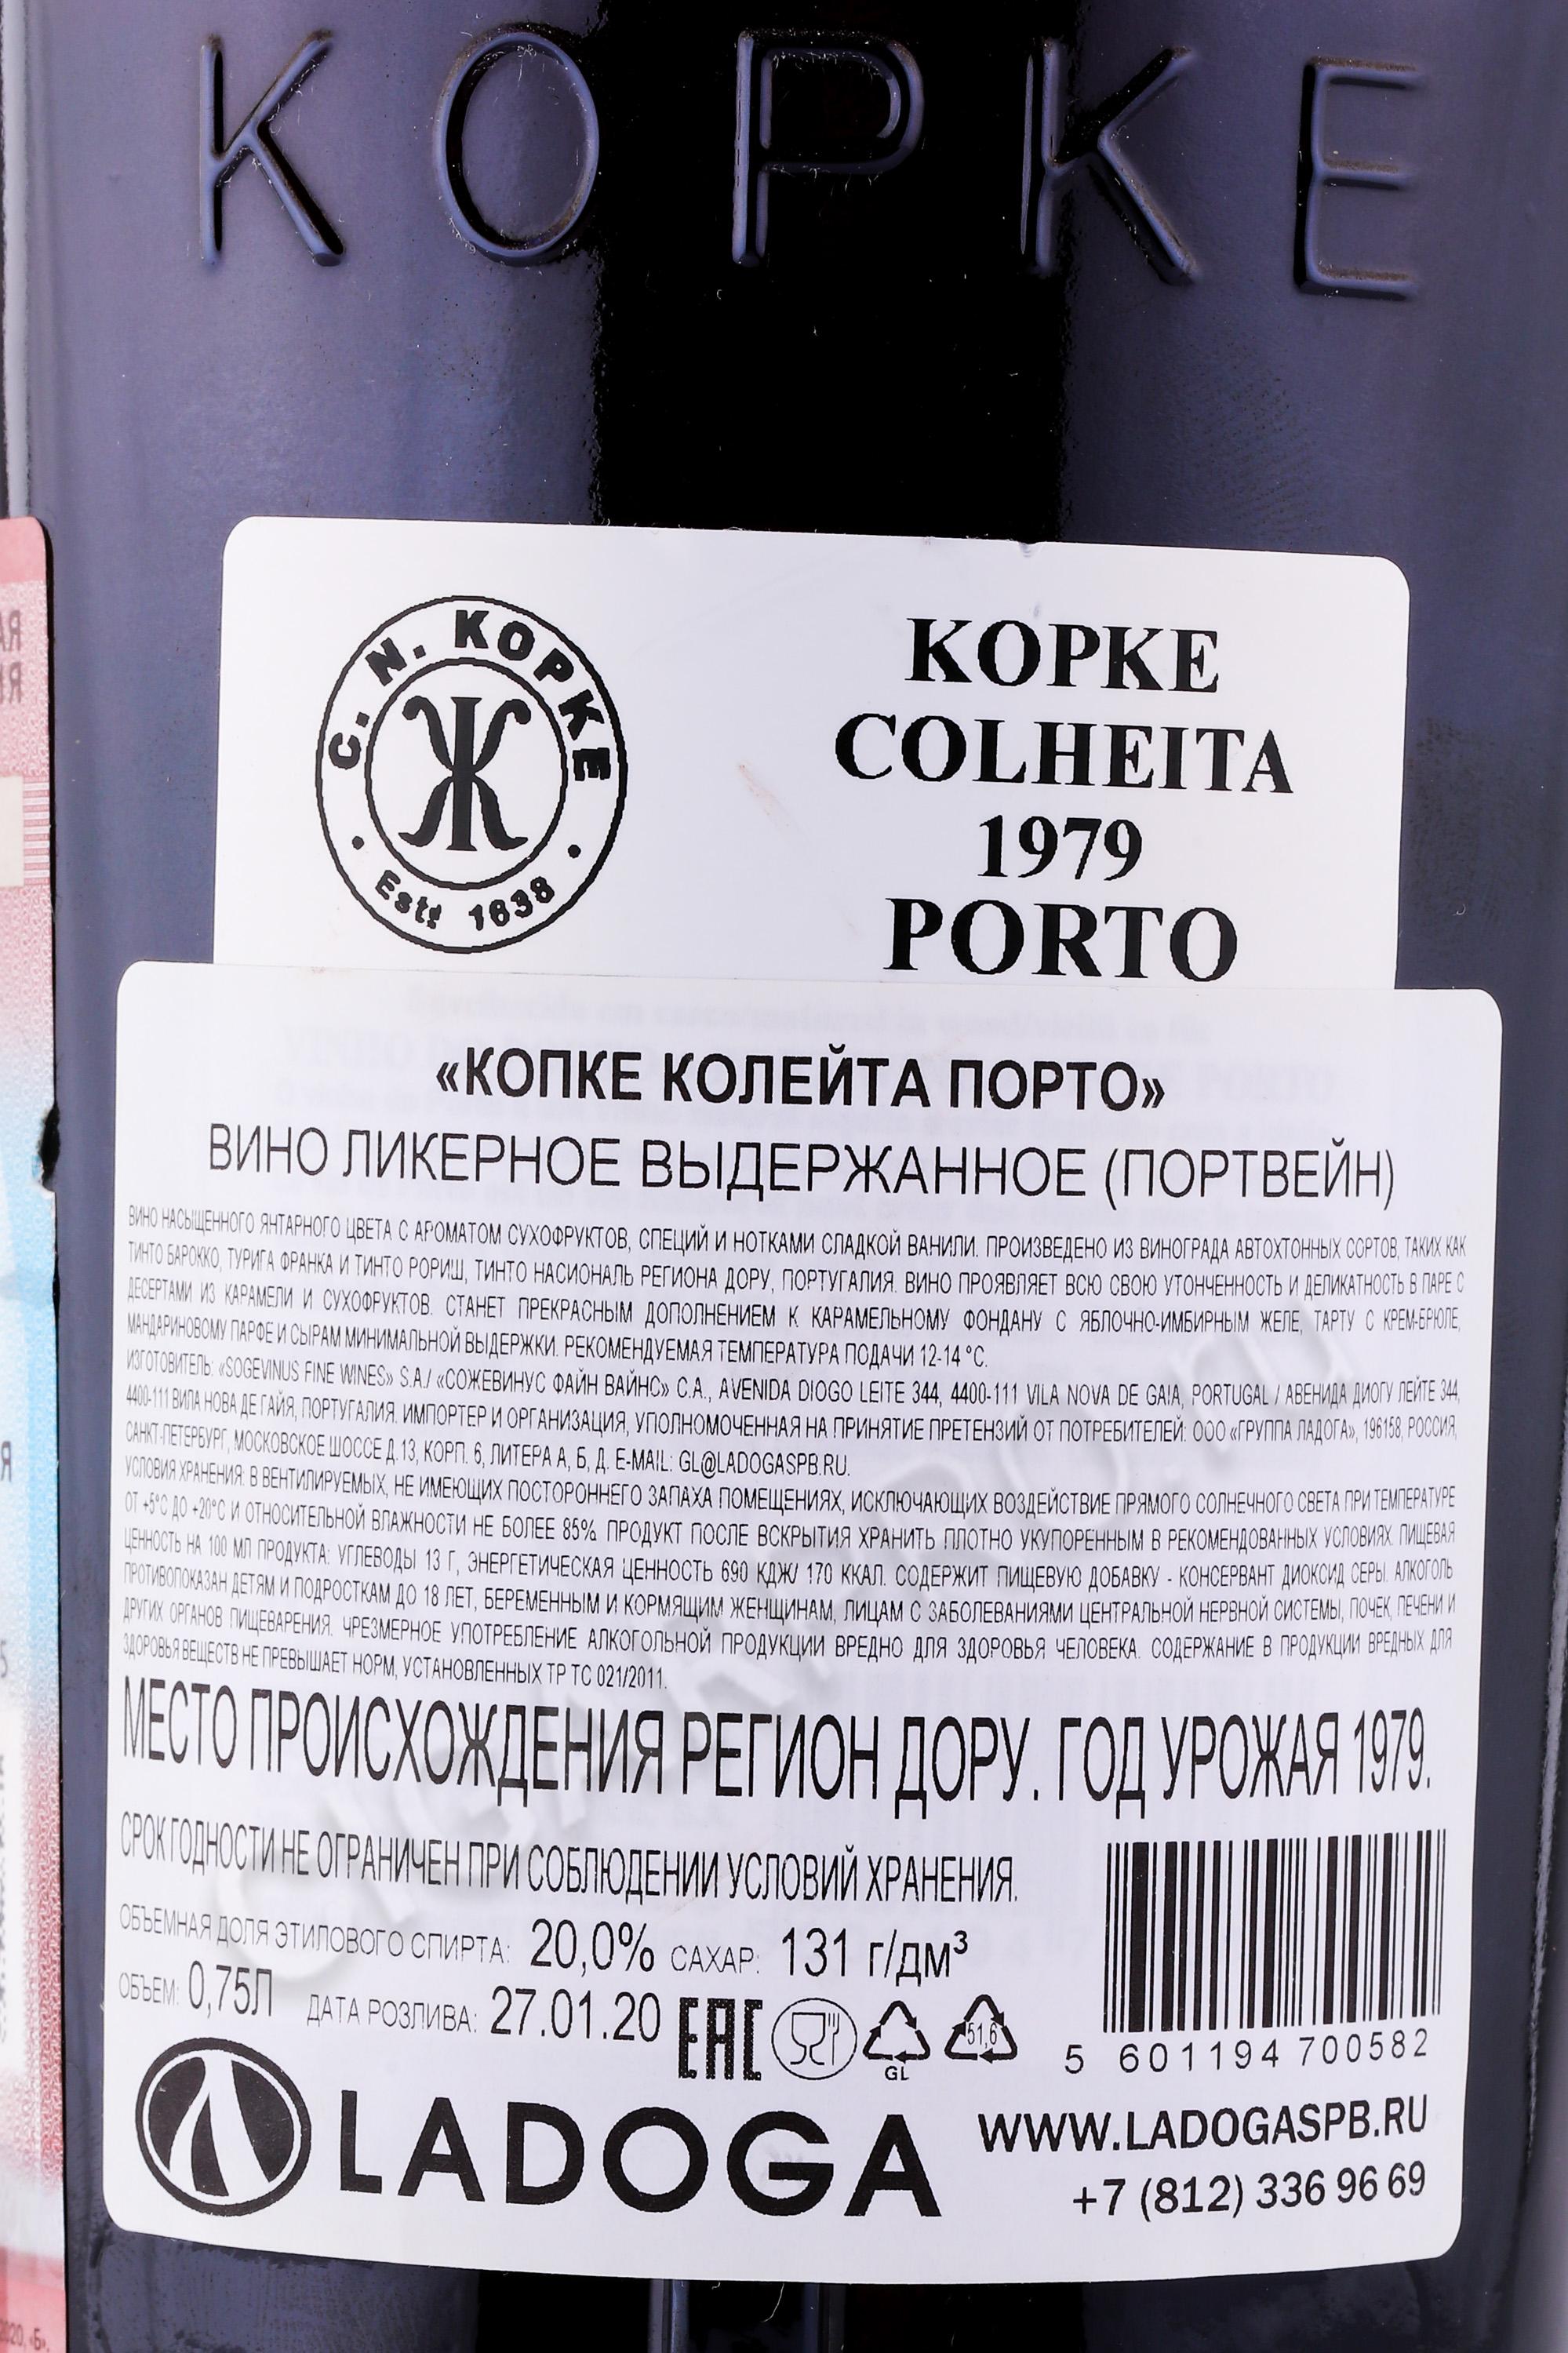 KOPKE
C. N. KOPKE
Estd 1638
KOPKE
COLHEITA
1979
PORTO
«КОПКЕ КОЛЕЙТА ПОРТО»
ВИНО ЛИКЕРНОЕ ВЫДЕРЖАННОЕ (ПОРТВЕЙН)
ВИНО НАСЫЩЕННОГО ЯНТАРНОГО ЦВЕТА С АРОМАТОМ СУХОФРУКТОВ, СПЕЦИЙ И НОТКАМИ СЛАДКОЙ ВАНИЛИ. ПРОИЗВЕДЕНО ИЗ ВИНОГРАДА АВТОХТОННЫХ СОРТОВ, ТАКИХ КАК
ТИНТО БАРОККО, ТУРИГА ФРАНКА И ТИНТО РОРИШ, ТИНТО НАСИОНАЛЬ РЕГИОНА ДОРУ, ПОРТУГАЛИЯ. ВИНО ПРОЯВЛЯЕТ ВСЮ СВОЮ УТОНЧЕННОСТЬ И ДЕЛИКАТНОСТЬ В ПАРЕ С
ДЕСЕРТАМИ ИЗ КАРАМЕЛИ И СУХОФРУКТОВ. СТАНЕТ ПРЕКРАСНЫМ ДОПОЛНЕНИЕМ К КАРАМЕЛЬНОМУ ФОНДАНУ С ЯБЛОЧНО-ИМБИРНЫМ ЖЕЛЕ, ТАРТУ С КРЕМ-БРЮЛЕ,
МАНДАРИНОВОМУ ПАРФЕ И СЫРАМ МИНИМАЛЬНОЙ ВЫДЕРЖКИ. РЕКОМЕНДУЕМАЯ ТЕМПЕРАТУРА ПОДАЧИ 12-14 °С.
ИЗГОТОВИТЕЛЬ: «SOGEVINUS FINE WINES» S.A./ «СОЖЕВИНУС ФАЙН ВАЙНС» С.А., AVENIDA DIOGO LEITE 344, 4400-111 VILA NOVA DE GAIA, PORTUGAL / АВЕНИДА ДИОГУ ЛЕЙТЕ 344,
4400-111 ВИЛА НОВА ДЕ ГАЙЯ, ПОРТУГАЛИЯ. ИМПОРТЕР И ОРГАНИЗАЦИЯ, УПОЛНОМОЧЕННАЯ НА ПРИНЯТИЕ ПРЕТЕНЗИЙ ОТ ПОТРЕБИТЕЛЕЙ: ООО «ГРУППА ЛАДОГА», 196158, РОССИЯ,
САНКТ-ПЕТЕРБУРГ, МОСКОВСКОЕ ШОССЕ Д.13, КОРП. 6, ЛИТЕРА А, Б, Д. E-MAIL: GL@LADOGASPB.RU.
УСЛОВИЯ ХРАНЕНИЯ: В ВЕНТИЛИРУЕМЫХ, НЕ ИМЕЮЩИХ ПОСТОРОННЕГО ЗАПАХА ПОМЕЩЕНИЯХ, ИСКЛЮЧАЮЩИХ ВОЗДЕЙСТВИЕ ПРЯМОГО СОЛНЕЧНОГО СВЕТА ПРИ ТЕМПЕРАТУРЕ
ОТ +5°С ДО +20°С И ОТНОСИТЕЛЬНОЙ ВЛАЖНОСТИ НЕ БОЛЕЕ 85%. ПРОДУКТ ПОСЛЕ ВСКРЫТИЯ ХРАНИТЬ ПЛОТНО УКУПОРЕННЫМ В РЕКОМЕНДОВАННЫХ УСЛОВИЯХ. ПИЩЕВАЯ
ЦЕННОСТЬ НА 100 МЛ ПРОДУКТА: УГЛЕВОДЫ 13 Г, ЭНЕРГЕТИЧЕСКАЯ ЦЕННОСТЬ 690 КДЖ/ 170 ККАЛ. СОДЕРЖИТ ПИЩЕВУЮ ДОБАВКУ - КОНСЕРВАНТ ДИОКСИД СЕРЫ. АЛКОГОЛЬ
ПРОТИВОПОКАЗАН ДЕТЯМ И ПОДРОСТКАМ ДО 18 ЛЕТ, БЕРЕМЕННЫМ И КОРМЯЩИМ ЖЕНЩИНАМ, ЛИЦАМ С ЗАБОЛЕВАНИЯМИ ЦЕНТРАЛЬНОЙ НЕРВНОЙ СИСТЕМЫ, ПОЧЕК, ПЕЧЕНИ И
ДРУГИХ ОРГАНОВ ПИЩЕВАРЕНИЯ. ЧРЕЗМЕРНОЕ УПОТРЕБЛЕНИЕ АЛКОГОЛЬНОЙ ПРОДУКЦИИ ВРЕДНО ДЛЯ ЗДОРОВЬЯ ЧЕЛОВЕКА. СОДЕРЖАНИЕ В ПРОДУКЦИИ ВРЕДНЫХ ДЛЯ
ЗДОРОВЬЯ ВЕЩЕСТВ НЕ ПРЕВЫШАЕТ НОРМ, УСТАНОВЛЕННЫХ ТР ТС 021/2011.
МЕСТО ПРОИСХОЖДЕНИЯ РЕГИОН ДОРУ. ГОД УРОЖАЯ 1979.
СРОК ГОДНОСТИ НЕ ОГРАНИЧЕН ПРИ СОБЛЮДЕНИИ УСЛОВИЙ ХРАНЕНИЯ.
ОБЪЕМНАЯ ДОЛЯ ЭТИЛОВОГО СПИРТА: 20,0% САХАР: 131 г/дм³
ОБЪЕМ: 0,75Л ДАТА РОЗЛИВА: 27.01.20 EAC
GL
51,6
5 601194 700582
LADOGA
WWW.LADOGASPB.RU
+7 (812) 336 96 69